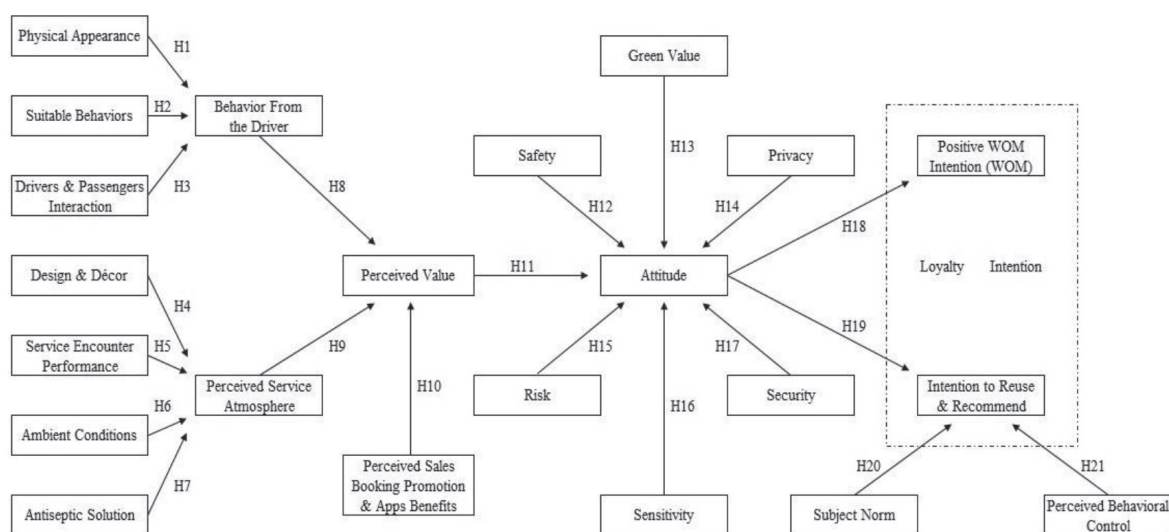 Physical Appearance
H1
Green Value
Suitable Behaviors
H2
Behavior From
the Driver
H13
Safety
Privacy
Positive WOM
Intention (WOM)
Drivers & Passengers
Interaction
H3
H8
H12
H14
H18
Design & Décor
Perceived Value
H11
Attitude
Loyalty Intention
H4
Service Encounter
Performance
H5
H9
H15
H17
H19
Perceived Service
Atmosphere
H10
Risk
H16
Security
Intention to Reuse
& Recommend
H6
Ambient Conditions
H7
Perceived Sales
Booking Promotion
& Apps Benefits
H20
H21
Antiseptic Solution
Sensitivity
Subject Norm
Perceived Behavioral
Control